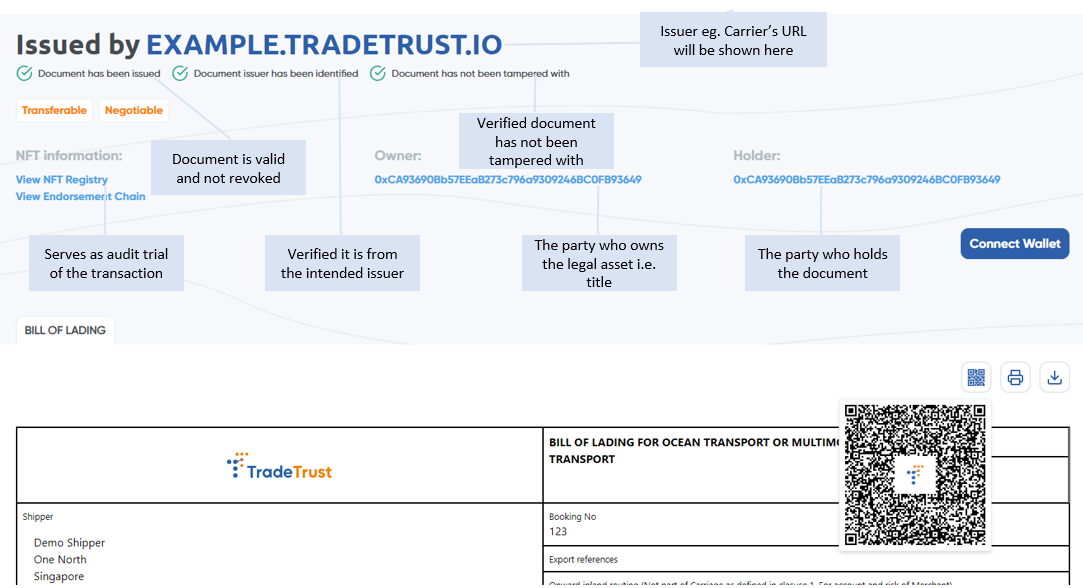 Issued by EXAMPLE.TRADETRUST.IO
Issuer eg. Carrier's URL
will be shown here
Document has been issued
Document issuer has been identified
Document has not been tampered with
Transferable
Negotiable
Verified document
has not been
tampered with
Document is valid
and not revoked
NFT information:
View NFT Registry
View Endorsement Chain
Owner:
0xCA93690Bb57EEaB273c796a9309246BC0FB93649
Holder:
0xCA93690Bb57EEaB273c796a9309246BC0FB93649
Serves as audit trial
of the transaction
Verified it is from
the intended issuer
The party who owns
the legal asset i.e.
title
The party who holds
the document
Connect Wallet
BILL OF LADING
TradeTrust
BILL OF LADING FOR OCEAN TRANSPORT OR
TRANSPORT
Shipper
Demo Shipper
One North
Singapore
Booking No
123
Export references
Onward inland routing (Not part of Carriage as defined in clause 1. For account and risk of Merchant)